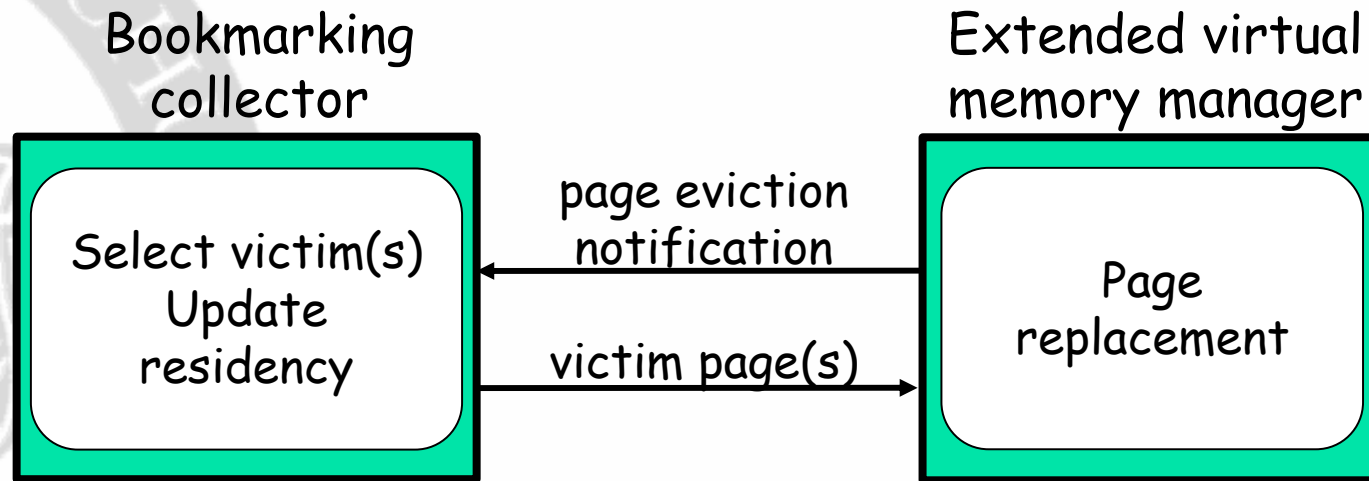 Bookmarking
collector
Extended virtual
memory manager
Select victim(s)
Update
residency
page eviction
notification
victim page(s)
Page
replacement